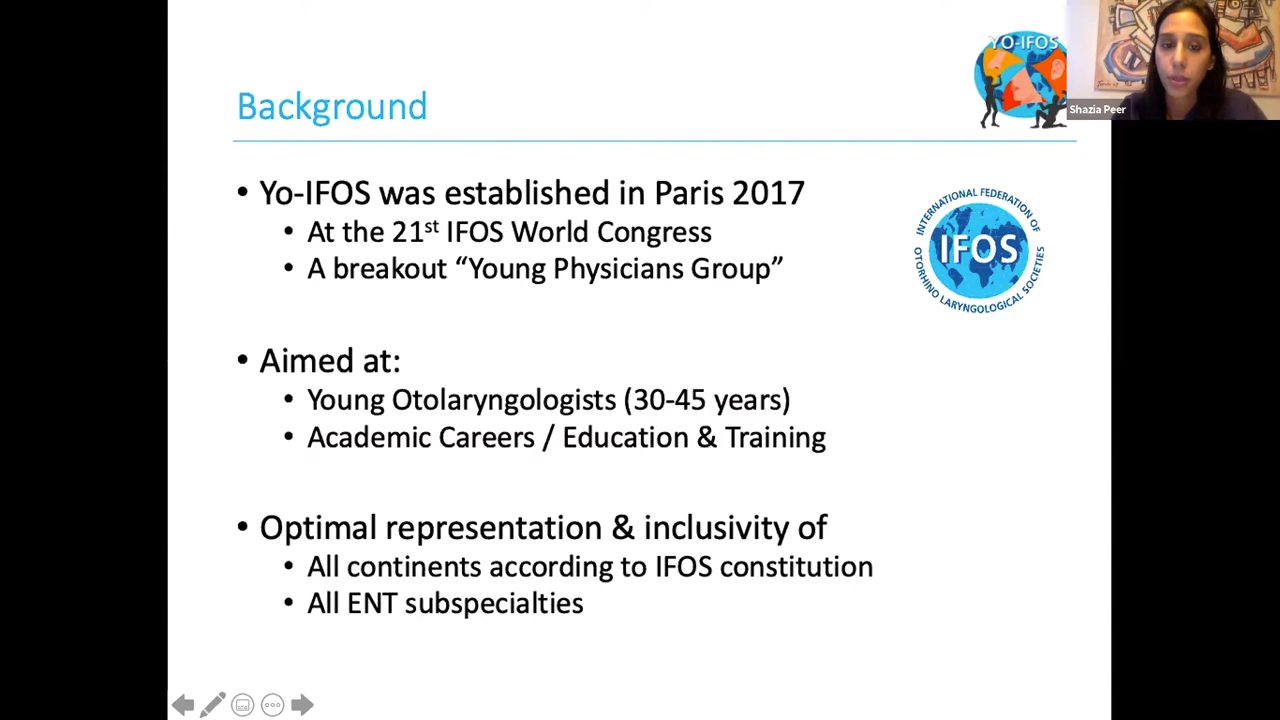 YO-IFOS
Shazia Peer
Background
• Yo-IFOS was established in Paris 2017
• At the 21st IFOS World Congress
• A breakout “Young Physicians Group”
INTERNATIONAL FEDERATION OF
IFOS
OTORHINO LARYNGOLOGICAL SOCIETIES
• Aimed at:
• Young Otolaryngologists (30-45 years)
• Academic Careers / Education & Training
• Optimal representation & inclusivity of
• All continents according to IFOS constitution
• All ENT subspecialties